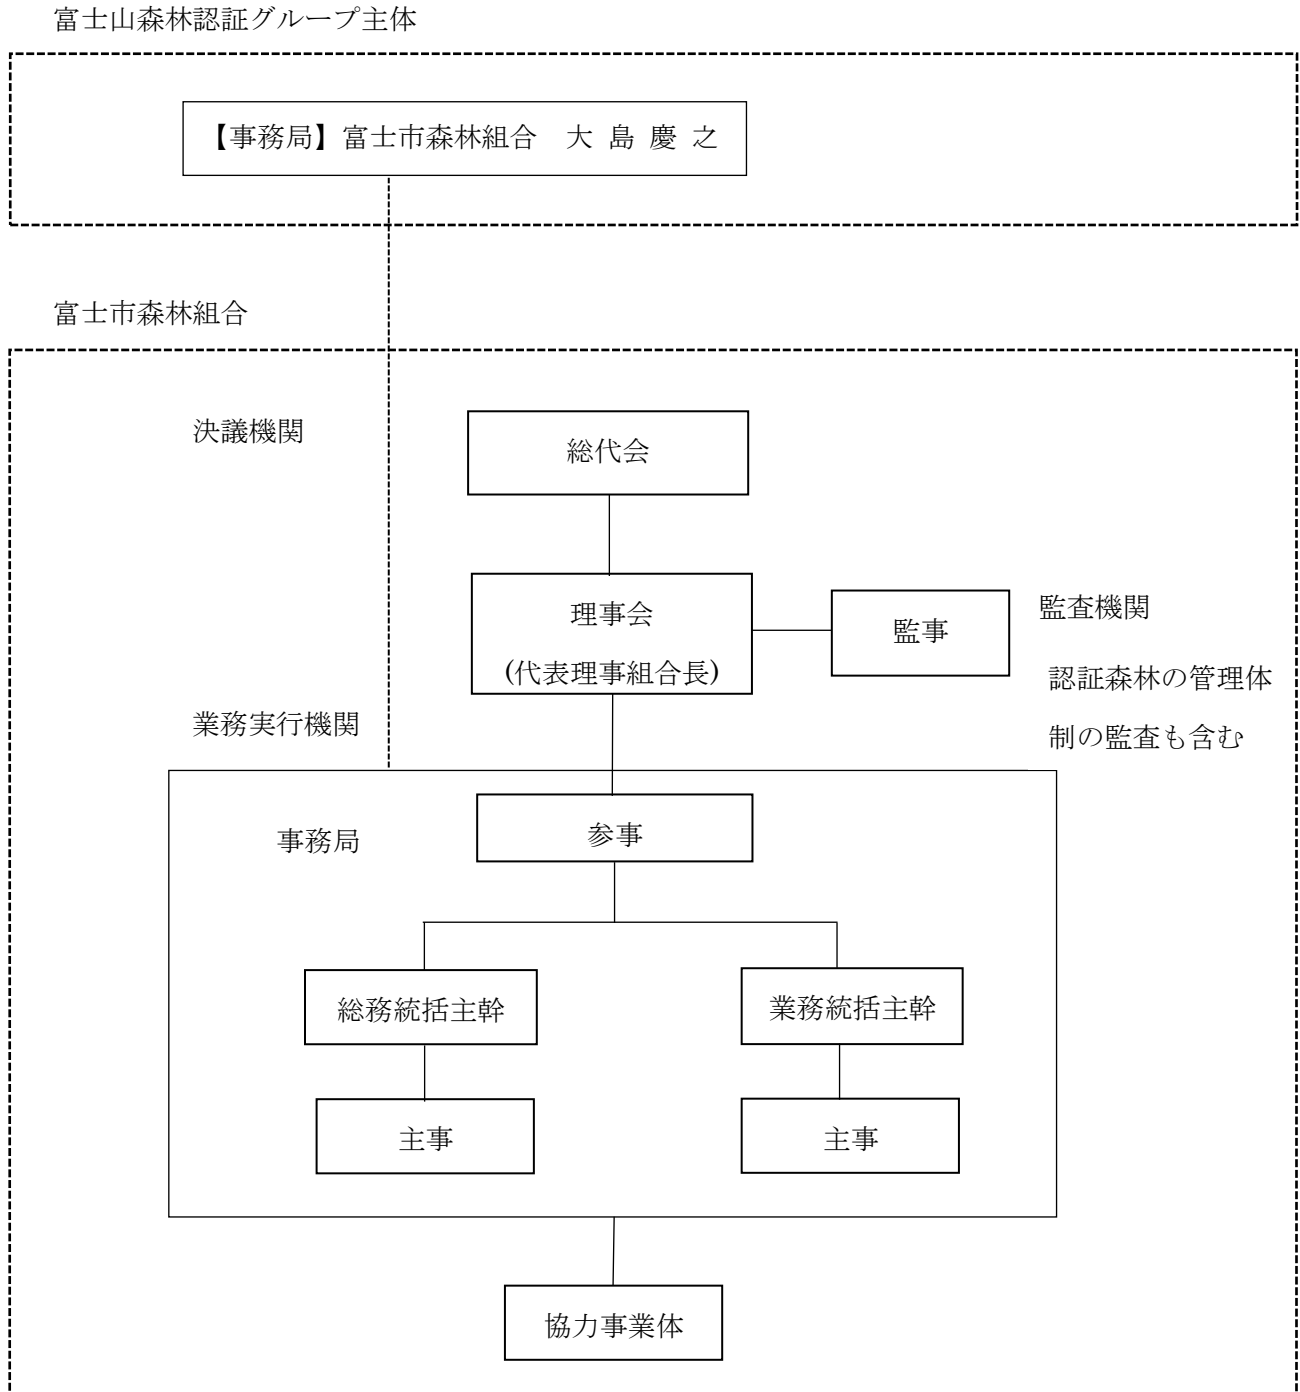 富士山森林認証グループ主体
【事務局】富士市森林組合　大 島 慶 之
富士市森林組合
決議機関
総代会
理事会
(代表理事組合長)
監事
監査機関
認証森林の管理体
制の監査も含む
業務実行機関
事務局
参事
総務統括主幹
業務統括主幹
主事
主事
協力事業体